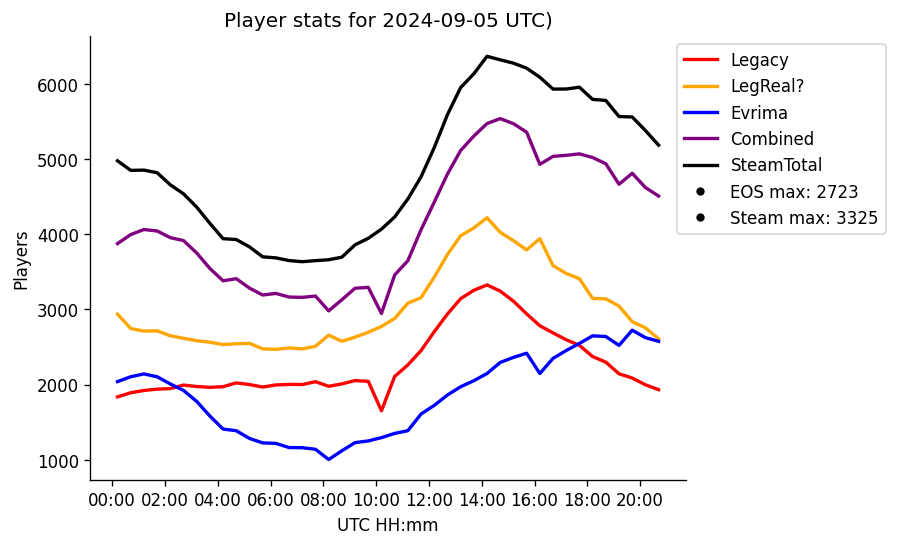 Player stats for 2024-09-05 UTC)
Legacy
LegReal?
Evrima
Combined
SteamTotal
EOS max: 2723
Steam max: 3325
Players
6000
5000
4000
3000
2000
1000
00:00 02:00 04:00 06:00 08:00 10:00 12:00 14:00 16:00 18:00 20:00
UTC HH:mm